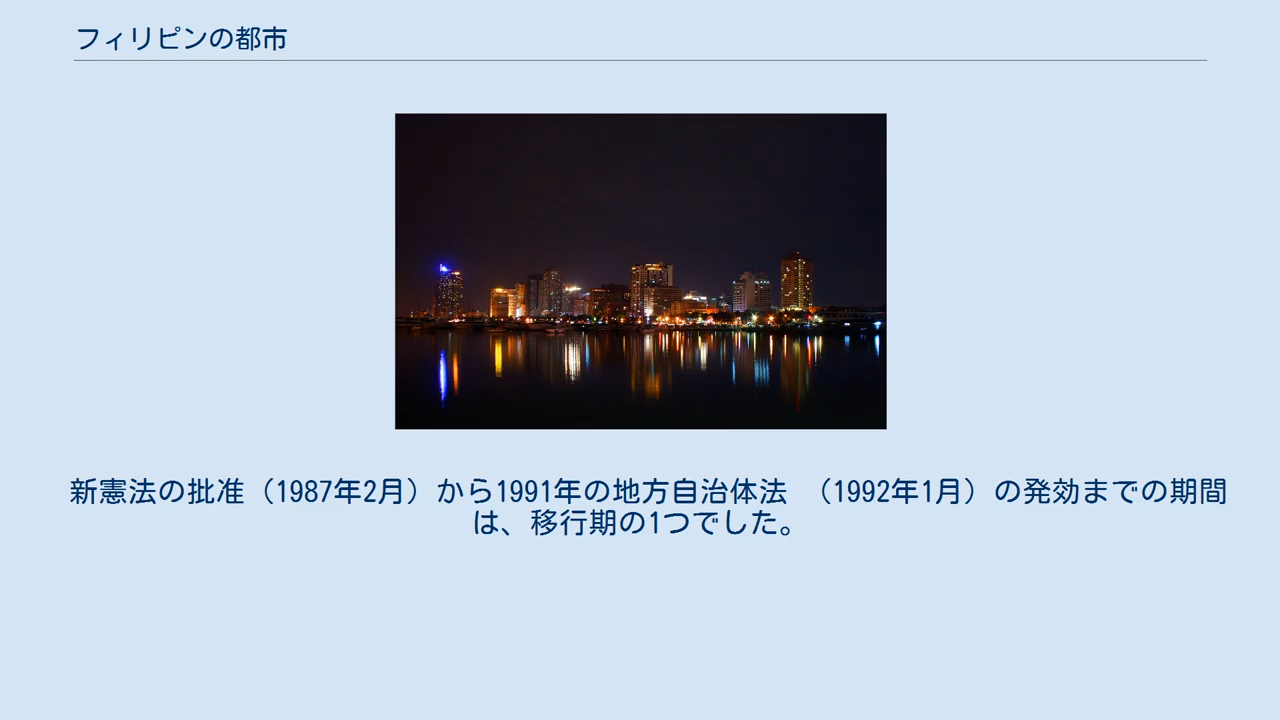 フィリピンの都市
新憲法の批准（1987年2月）から1991年の地方自治体法 （1992年1月）の発効までの期間
は、移行期の1つでした。